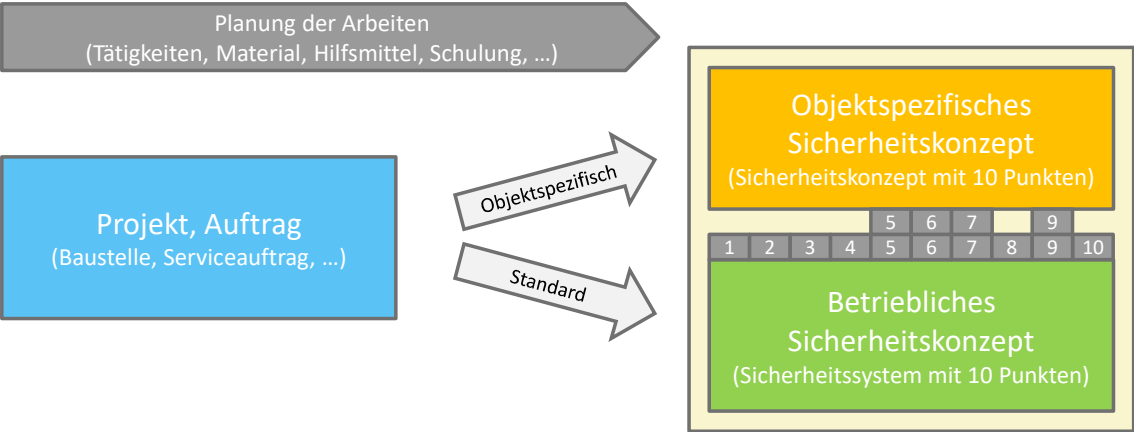 Planung der Arbeiten
(Tätigkeiten, Material, Hilfsmittel, Schulung, …)
Projekt, Auftrag
(Baustelle, Serviceauftrag, …)
Objektspezifisch
Standard
Objektspezifisches
Sicherheitskonzept
(Sicherheitskonzept mit 10 Punkten)
5 6 7 9
1 2 3 4 5 6 7 8 9 10
Betriebliches
Sicherheitskonzept
(Sicherheitssystem mit 10 Punkten)